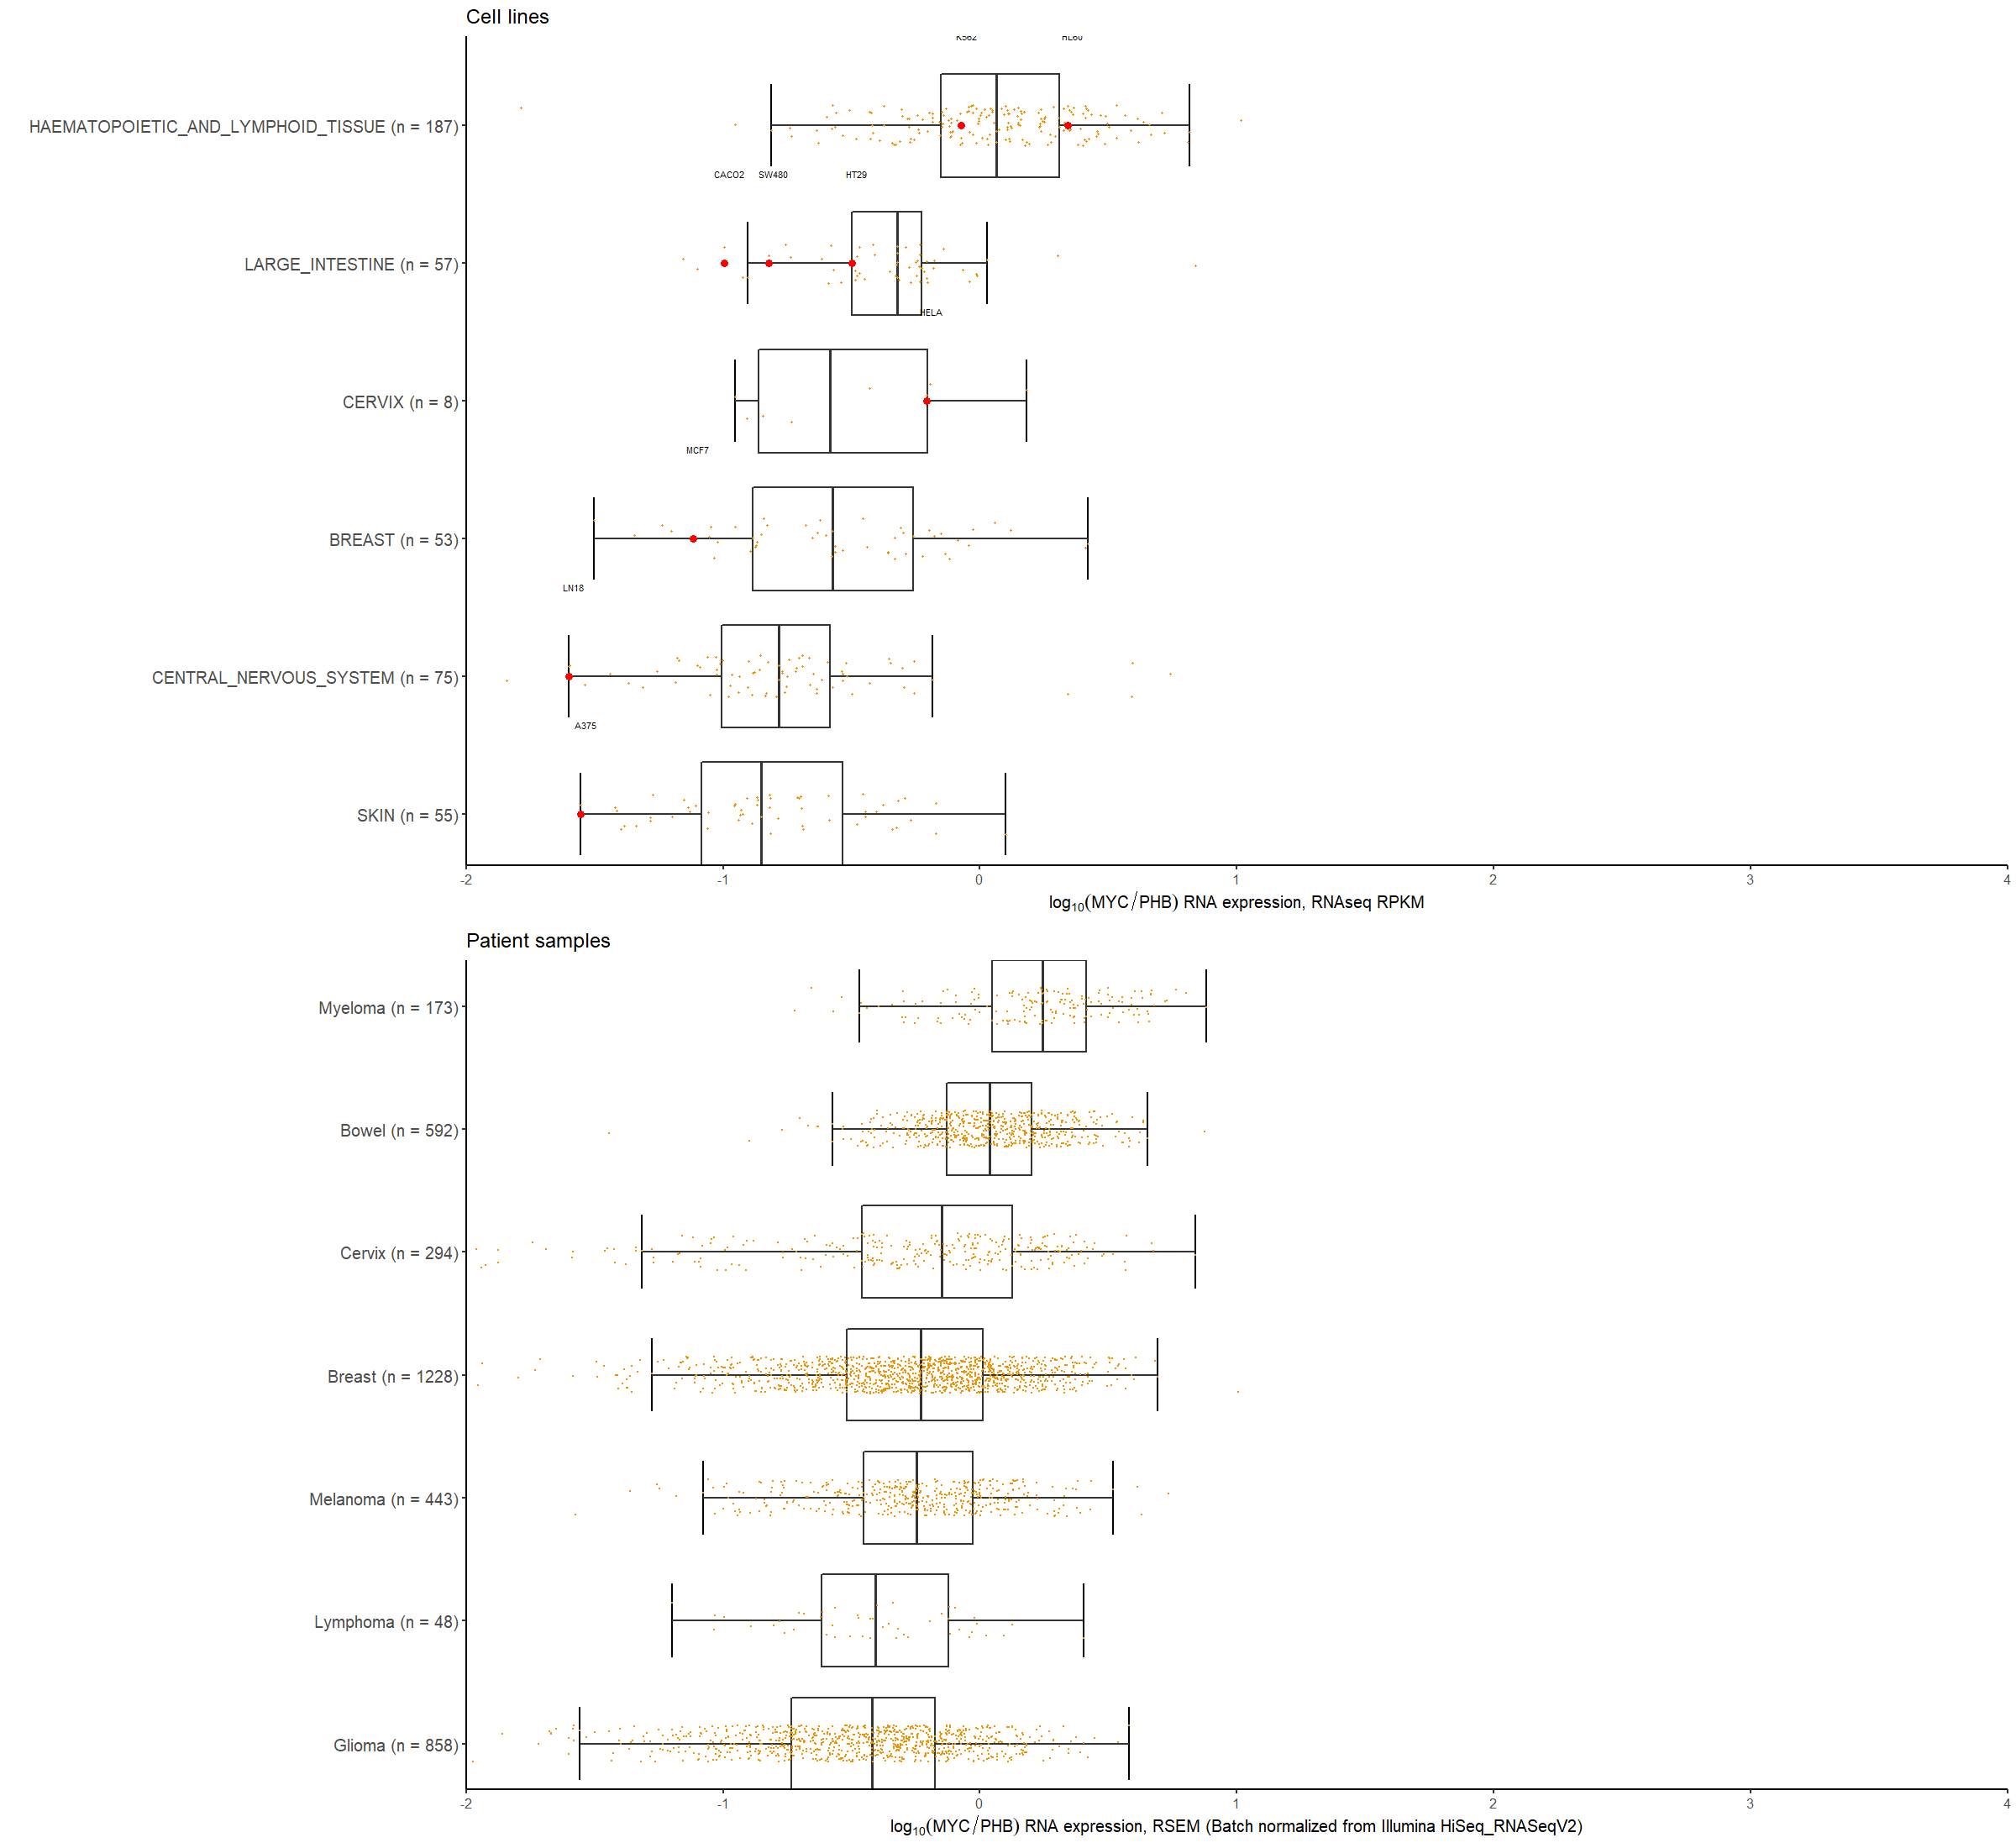 Cell lines
K562 HL60
HAEMATOPOIETIC_AND_LYMPHOID_TISSUE (n = 187)
CACO2 SW480 HT29
LARGE_INTESTINE (n = 57)
HELA
CERVIX (n = 8)
MCF7
BREAST (n = 53)
LN18
CENTRAL_NERVOUS_SYSTEM (n = 75)
A375
SKIN (n = 55)
-2 -1 0 1 2 3 4
log10(MYC/PHB) RNA expression, RNAseq RPKM
Patient samples
Myeloma (n = 173)
Bowel (n = 592)
Cervix (n = 294)
Breast (n = 1228)
Melanoma (n = 443)
Lymphoma (n = 48)
Glioma (n = 858)
-2 -1 0 1 2 3 4
log10(MYC/PHB) RNA expression, RSEM (Batch normalized from Illumina HiSeq_RNASeqV2)